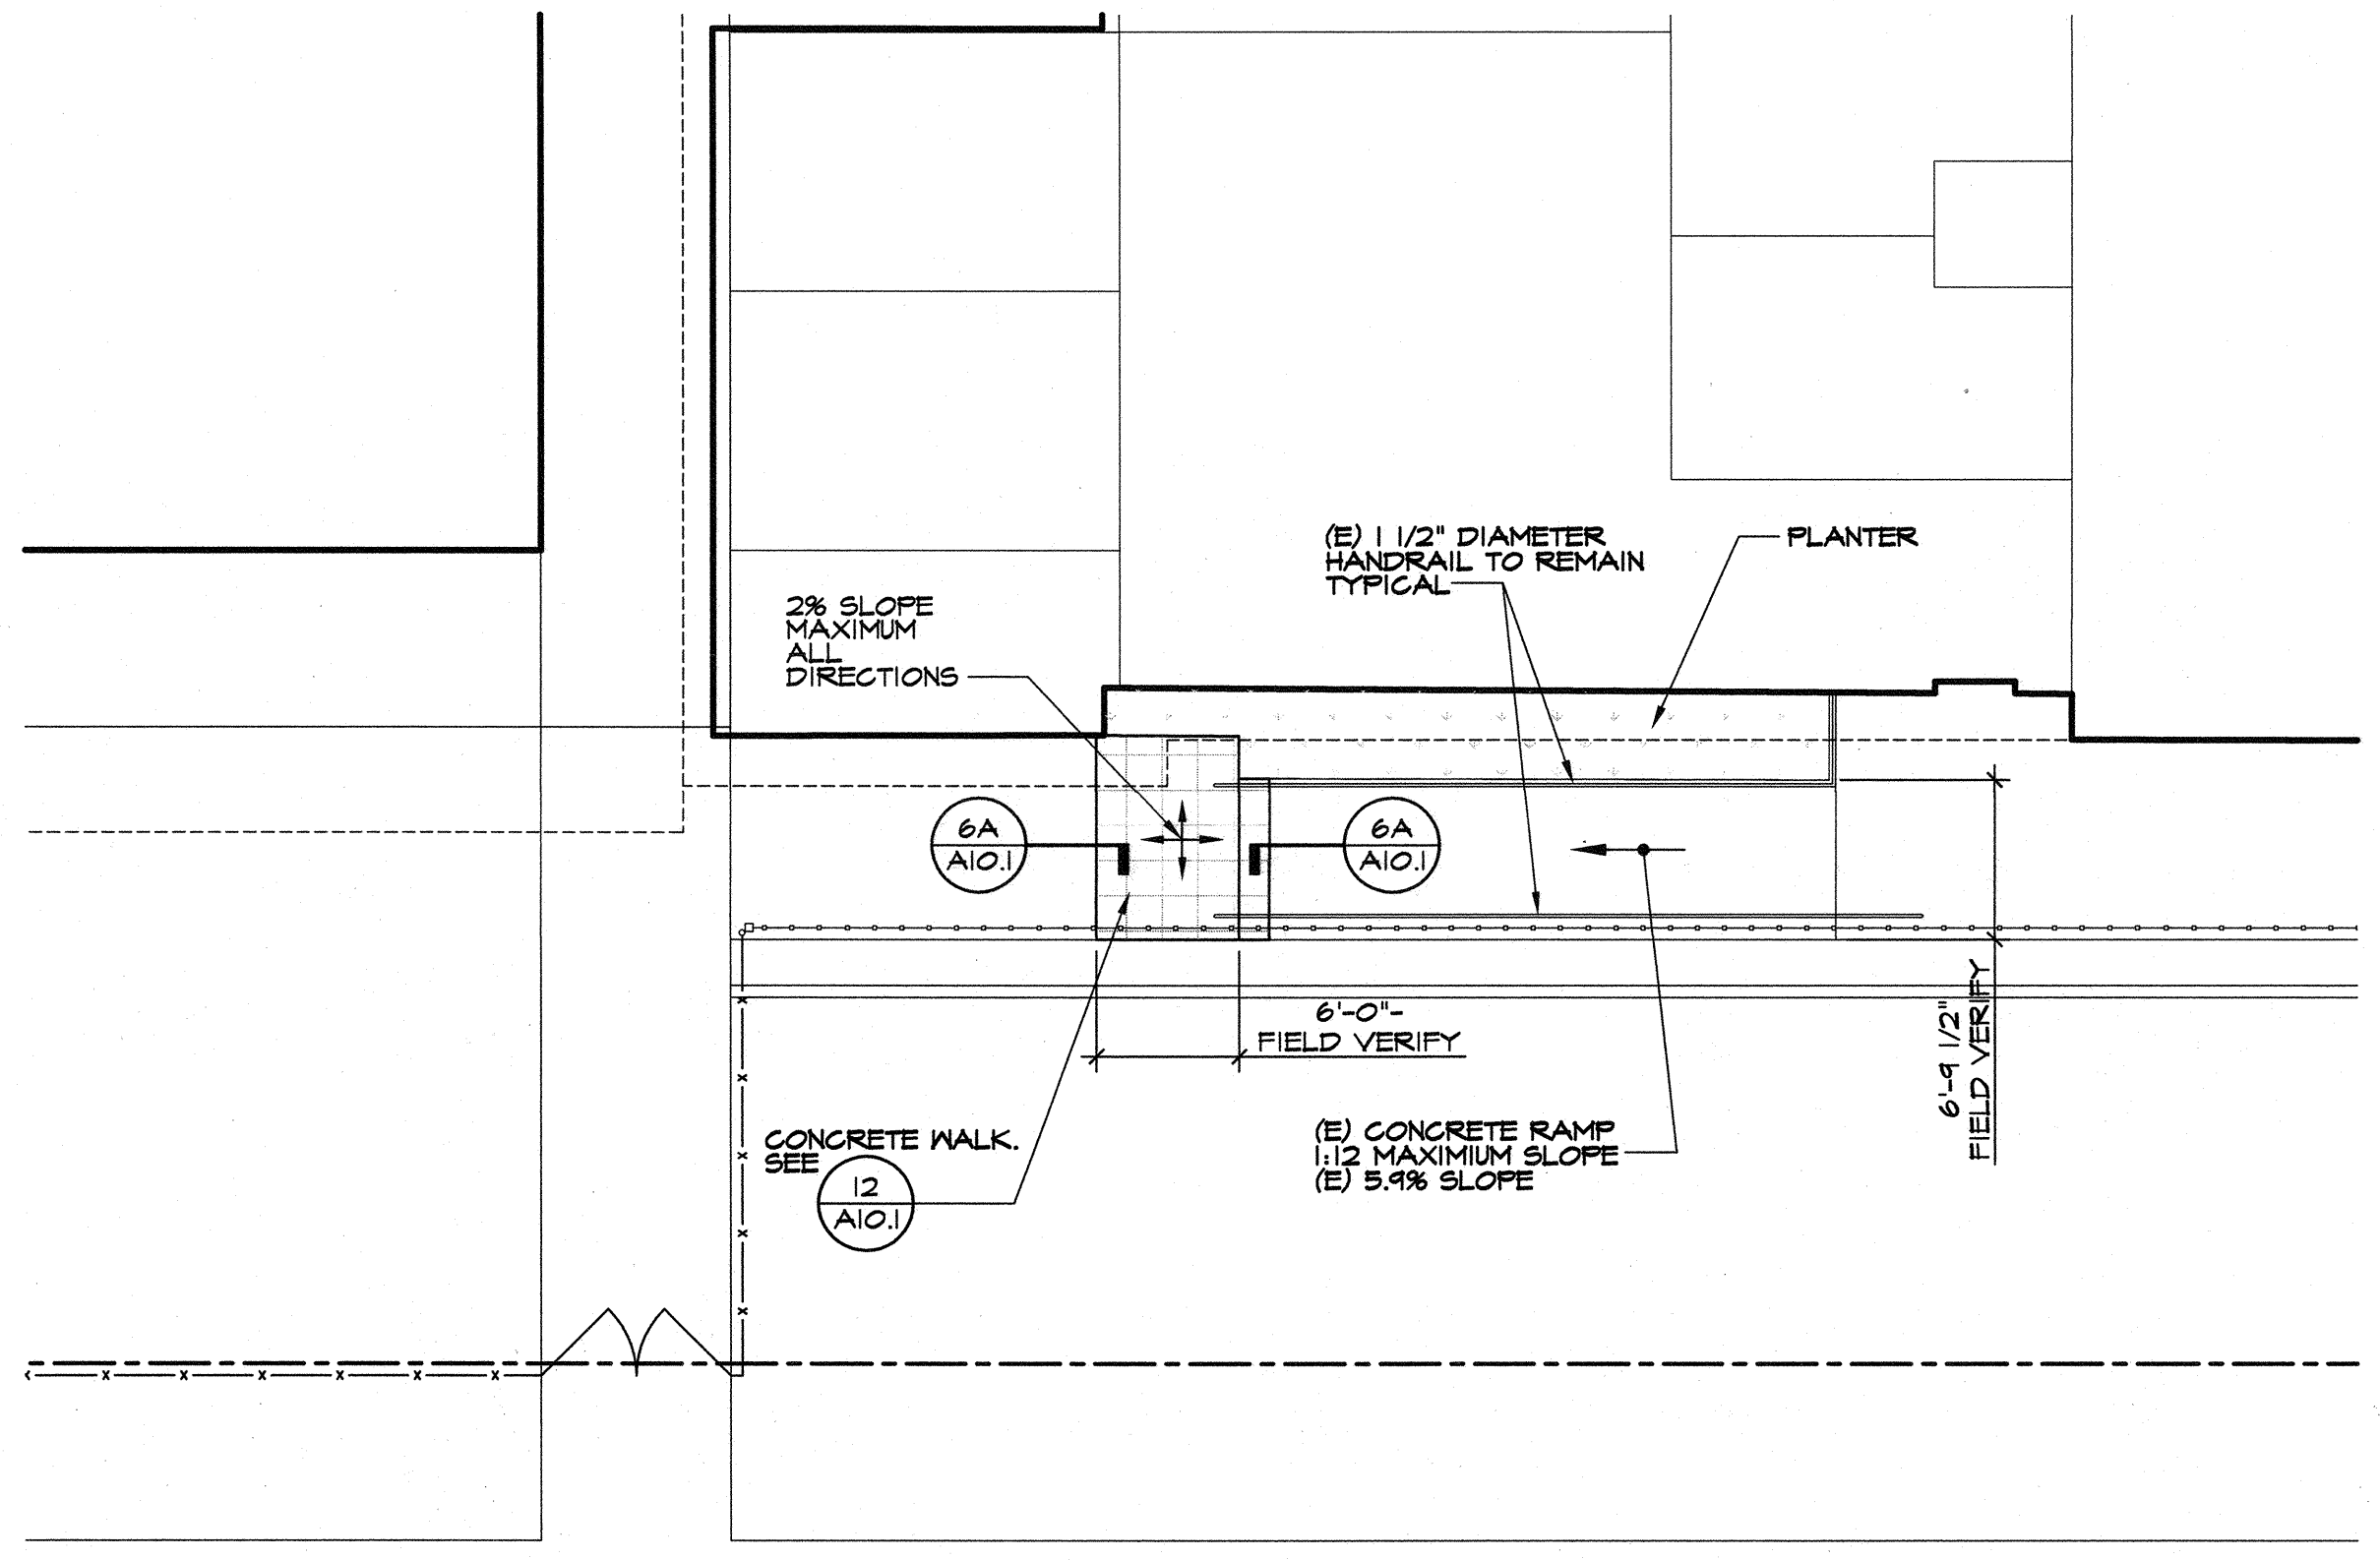 (E) 1 1/2" DIAMETER
HANDRAIL TO REMAIN
TYPICAL
PLANTER
2% SLOPE
MAXIMUM
ALL
DIRECTIONS
6A
A10.1
6A
A10.1
6'-0"-
FIELD VERIFY
6'-9 1/2"
FIELD VERIFY
CONCRETE WALK.
SEE
12
A10.1
(E) CONCRETE RAMP
1:12 MAXIMIUM SLOPE
(E) 5.9% SLOPE